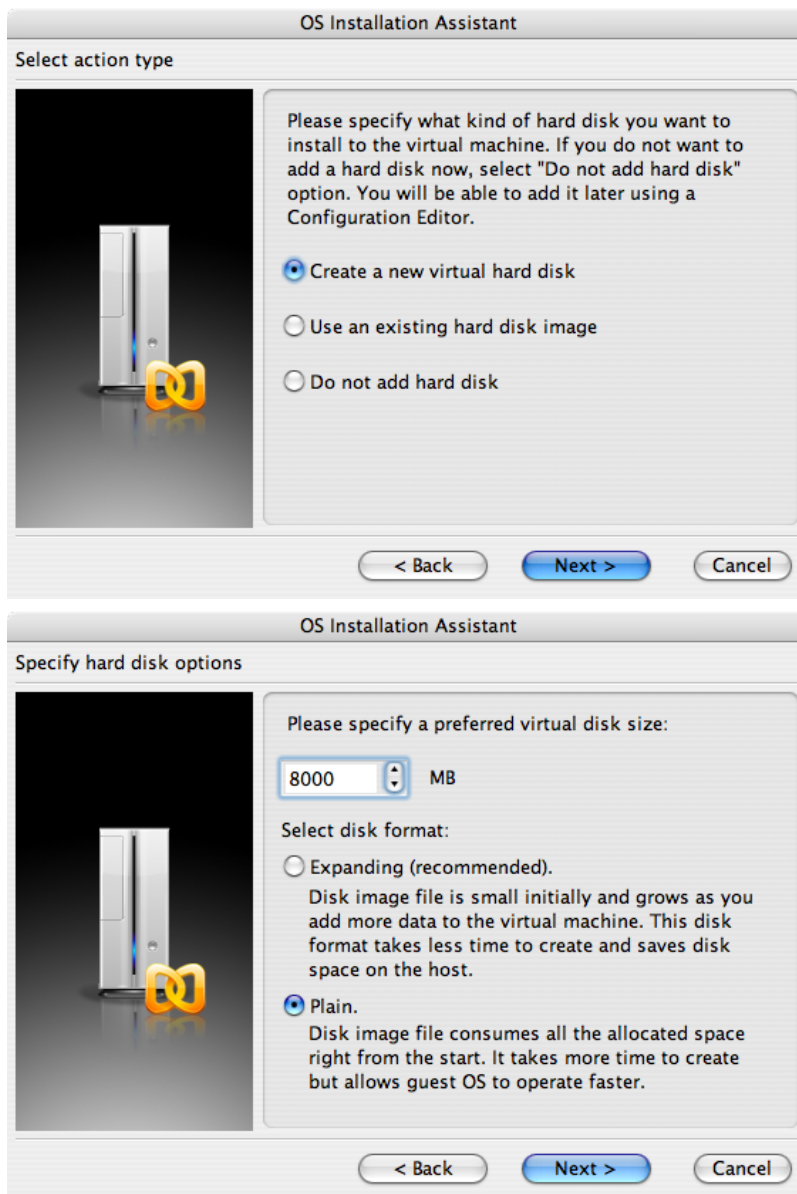 OS Installation Assistant
Select action type
Please specify what kind of hard disk you want to
install to the virtual machine. If you do not want to
add a hard disk now, select "Do not add hard disk"
option. You will be able to add it later using a
Configuration Editor.
Create a new virtual hard disk
Use an existing hard disk image
Do not add hard disk
< Back Next > Cancel
OS Installation Assistant
Specify hard disk options
Please specify a preferred virtual disk size:
8000 MB
Select disk format:
Expanding (recommended).
Disk image file is small initially and grows as you
add more data to the virtual machine. This disk
format takes less time to create and saves disk
space on the host.
Plain.
Disk image file consumes all the allocated space
right from the start. It takes more time to create
but allows guest OS to operate faster.
< Back Next > Cancel